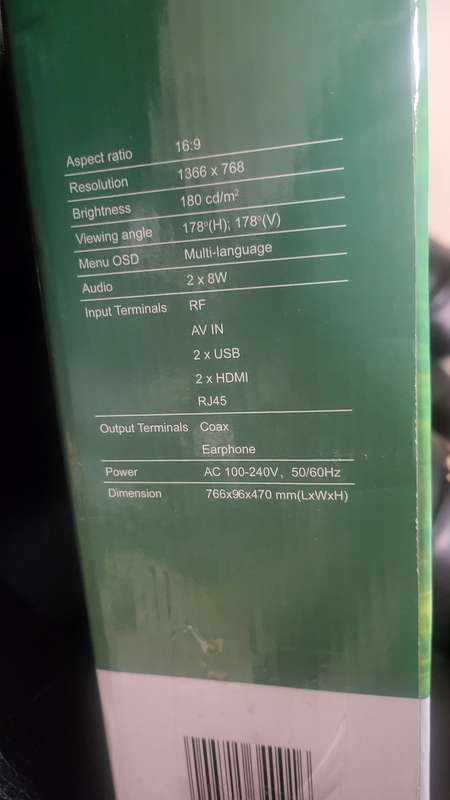 Aspect ratio 16:9
Resolution 1366 x 768
Brightness 180 cd/m²
Viewing angle 178°(H); 178°(V)
Menu OSD Multi-language
Audio 2 x 8W
Input Terminals RF
AV IN
2 x USB
2 x HDMI
RJ45
Output Terminals Coax
Earphone
Power AC 100-240V、50/60Hz
Dimension 766x96x470 mm(LxWxH)